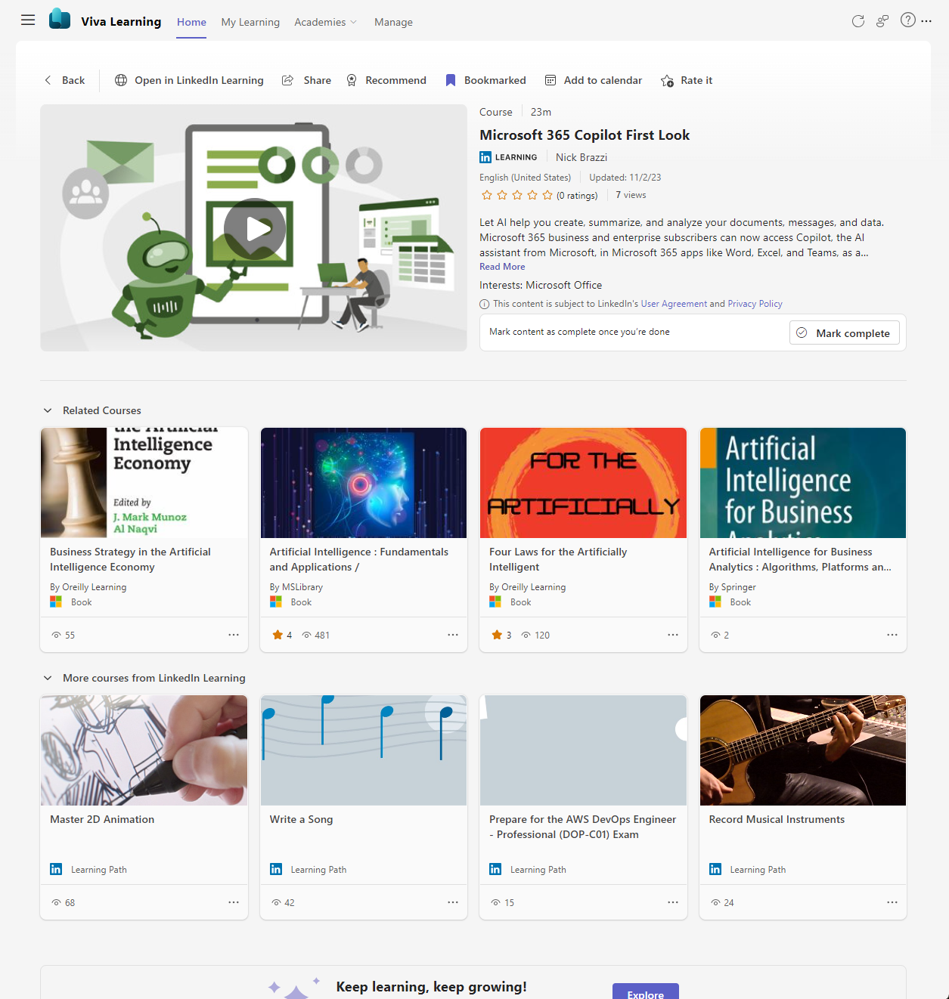 Viva Learning
Home
My Learning
Academies
Manage
Back
Open in LinkedIn Learning
Share
Recommend
Bookmarked
Add to calendar
Rate it
Course
23m
Microsoft 365 Copilot First Look
in LEARNING
Nick Brazzi
English (United States)
Updated: 11/2/23
(0 ratings)
7 views
Let AI help you create, summarize, and analyze your documents, messages, and data.
Microsoft 365 business and enterprise subscribers can now access Copilot, the AI
assistant from Microsoft, in Microsoft 365 apps like Word, Excel, and Teams, as a...
Read More
Interests: Microsoft Office
This content is subject to LinkedIn's User Agreement and Privacy Policy
Mark content as complete once you're done
Mark complete
Related Courses
the Artificial
Intelligence
Economy
Edited by
J. Mark Munoz
Al Naqvi
Business Strategy in the Artificial
Intelligence Economy
By Oreilly Learning
Book
55
Artificial Intelligence : Fundamentals
and Applications /
By MSLibrary
Book
4
481
FOR THE
ARTIFICIALLY
Four Laws for the Artificially
Intelligent
By Oreilly Learning
Book
3
120
Artificial
Intelligence
for Business
Analytics
Artificial Intelligence for Business
Analytics : Algorithms, Platforms an...
By Springer
Book
2
More courses from LinkedIn Learning
Master 2D Animation
in Learning Path
68
Write a Song
in Learning Path
42
Prepare for the AWS DevOps Engineer
- Professional (DOP-C01) Exam
in Learning Path
15
Record Musical Instruments
in Learning Path
24
Keep learning, keep growing!
Explore